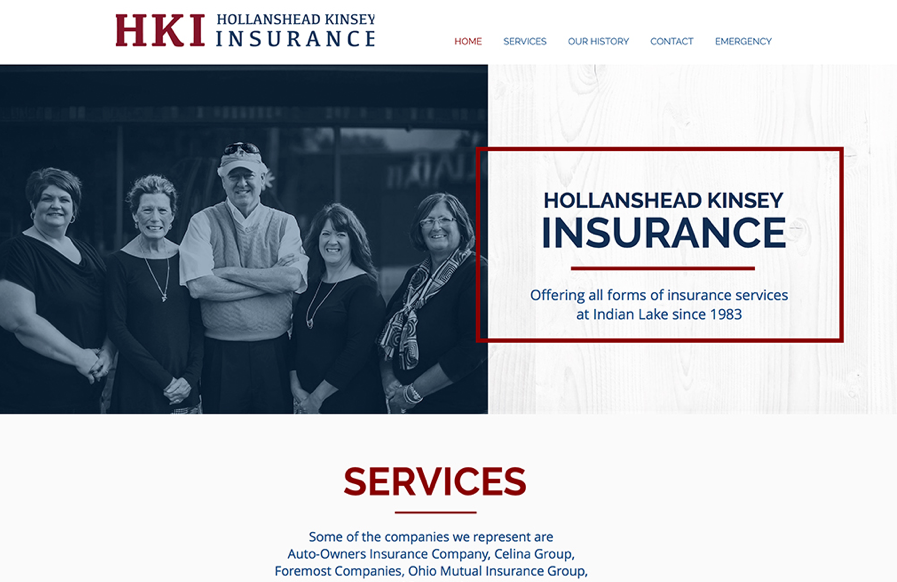 HKI
HOLLANSHEAD KINSEY
INSURANCE
HOME SERVICES OUR HISTORY CONTACT EMERGENCY
HOLLANSHEAD KINSEY
INSURANCE
Offering all forms of insurance services
at Indian Lake since 1983
SERVICES
Some of the companies we represent are
Auto-Owners Insurance Company, Celina Group,
Foremost Companies, Ohio Mutual Insurance Group,